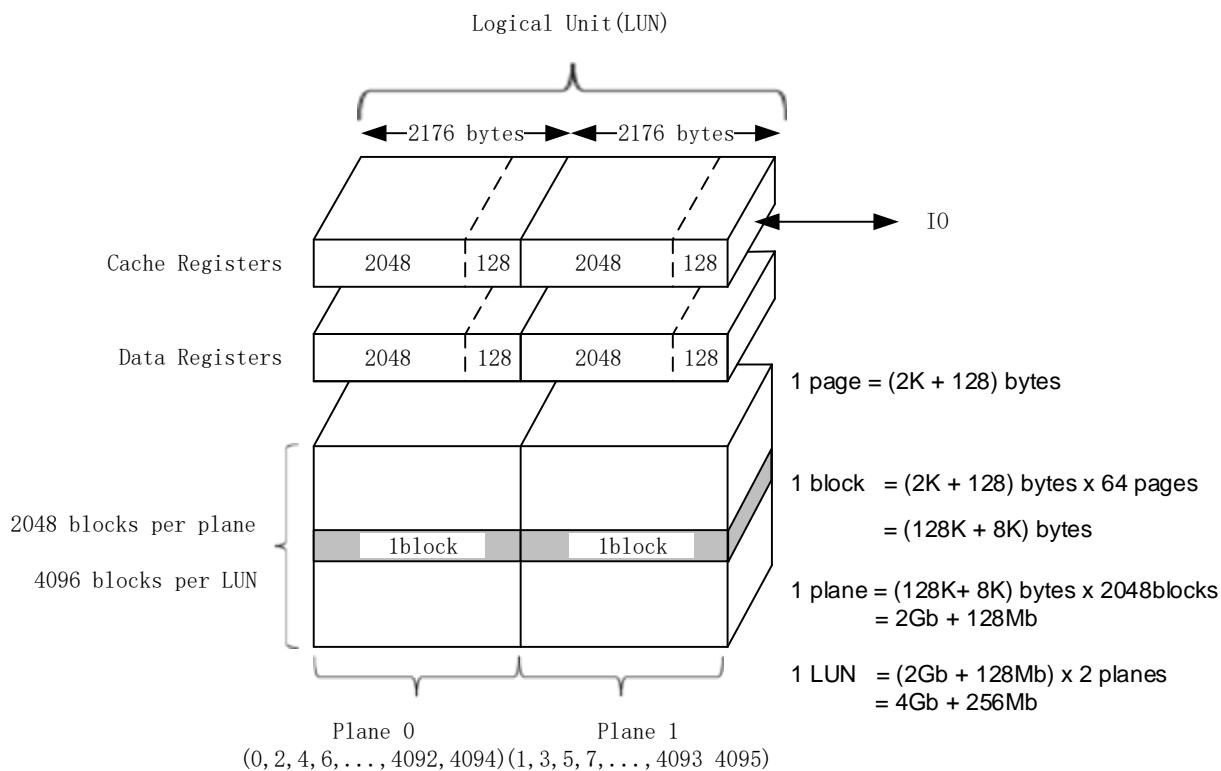 Logical Unit(LUN)
2176 bytes
2176 bytes
IO
Cache Registers
2048
128
2048
128
Data Registers
2048
128
2048
128
1 page = (2K + 128) bytes
1 block = (2K + 128) bytes x 64 pages
= (128K + 8K) bytes
2048 blocks per plane
4096 blocks per LUN
1block
1block
1 plane = (128K+ 8K) bytes x 2048blocks
= 2Gb + 128Mb
1 LUN = (2Gb + 128Mb) x 2 planes
= 4Gb + 256Mb
Plane 0
(0,2,4,6,...,4092,4094)
Plane 1
(1,3,5,7,...,4093 4095)